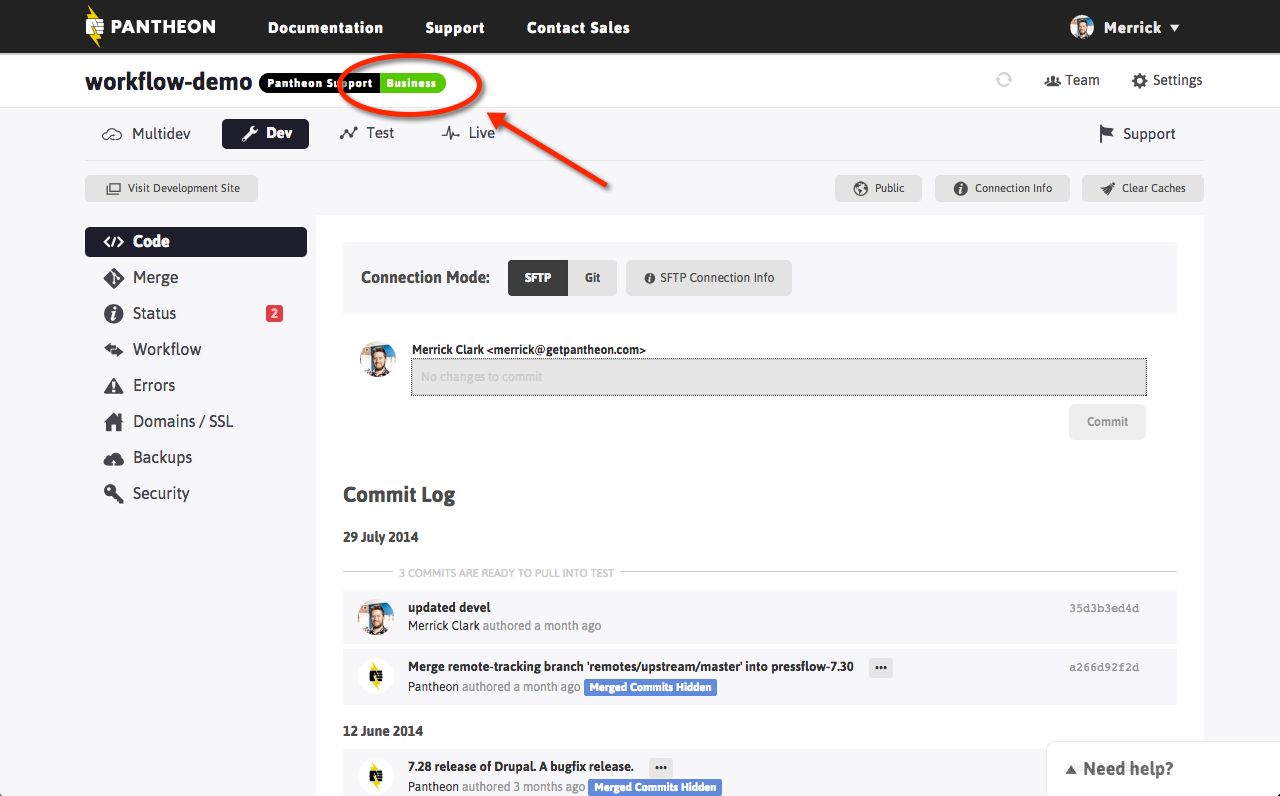 PANTHEON Documentation Support Contact Sales Merrick ▼
workflow-demo Pantheon Support Business Team Settings
Multidev Dev Test Live Support
Visit Development Site Public Connection Info Clear Caches
Code
Merge
Status 2
Workflow
Errors
Domains / SSL
Backups
Security
Connection Mode: SFTP Git SFTP Connection Info
Merrick Clark <merrick@getpantheon.com>
No changes to commit
Commit
Commit Log
29 July 2014
3 COMMITS ARE READY TO PULL INTO TEST
updated devel 35d3b3ed4d
Merrick Clark authored a month ago
Merge remote-tracking branch 'remotes/upstream/master' into pressflow-7.30 ••• a266d92f2d
Pantheon authored a month ago Merged Commits Hidden
12 June 2014
7.28 release of Drupal. A bugfix release. •••
Pantheon authored 3 months ago Merged Commits Hidden
▲ Need help?